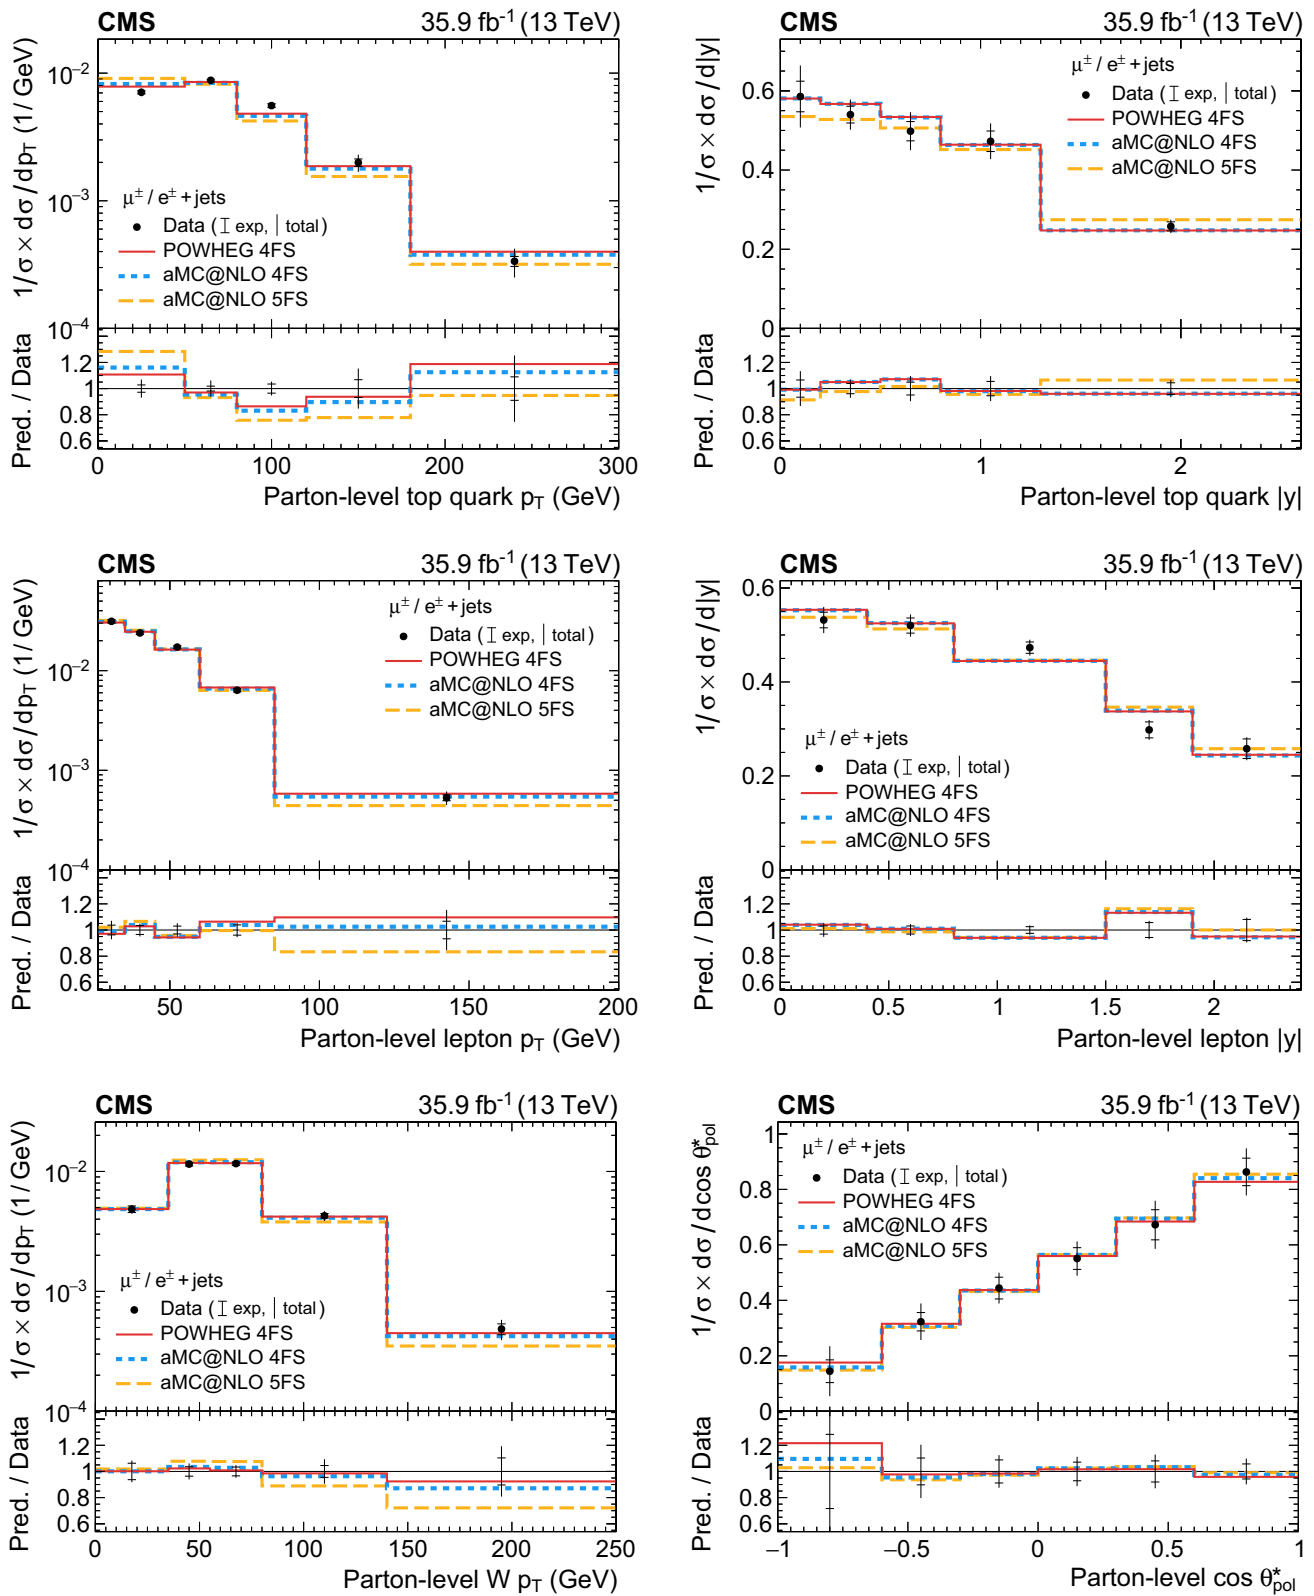 CMS 35.9 fb⁻¹ (13 TeV)
1/σ × dσ/dp_T (1/GeV)
10⁻²
10⁻³
10⁻⁴
μ±/e± + jets
Data (I exp, | total)
POWHEG 4FS
aMC@NLO 4FS
aMC@NLO 5FS
Pred. / Data
1.2
1
0.8
0.6
0 100 200 300
Parton-level top quark p_T (GeV)
CMS 35.9 fb⁻¹ (13 TeV)
1/σ × dσ/d|y|
0.6
0.4
0.2
0
μ±/e± + jets
Data (I exp, | total)
POWHEG 4FS
aMC@NLO 4FS
aMC@NLO 5FS
Pred. / Data
1.2
1
0.8
0.6
0 1 2
Parton-level top quark |y|
CMS 35.9 fb⁻¹ (13 TeV)
1/σ × dσ/dp_T (1/GeV)
10⁻²
10⁻³
10⁻⁴
μ±/e± + jets
Data (I exp, | total)
POWHEG 4FS
aMC@NLO 4FS
aMC@NLO 5FS
Pred. / Data
1.2
1
0.8
0.6
50 100 150 200
Parton-level lepton p_T (GeV)
CMS 35.9 fb⁻¹ (13 TeV)
1/σ × dσ/d|y|
0.6
0.4
0.2
0
μ±/e± + jets
Data (I exp, | total)
POWHEG 4FS
aMC@NLO 4FS
aMC@NLO 5FS
Pred. / Data
1.2
1
0.8
0.6
0 0.5 1 1.5 2
Parton-level lepton |y|
CMS 35.9 fb⁻¹ (13 TeV)
1/σ × dσ/dp_T (1/GeV)
10⁻²
10⁻³
10⁻⁴
μ±/e± + jets
Data (I exp, | total)
POWHEG 4FS
aMC@NLO 4FS
aMC@NLO 5FS
Pred. / Data
1.2
1
0.8
0.6
0 50 100 150 200 250
Parton-level W p_T (GeV)
CMS 35.9 fb⁻¹ (13 TeV)
1/σ × dσ/dcos θ*_pol
1
0.8
0.6
0.4
0.2
0
μ±/e± + jets
Data (I exp, | total)
POWHEG 4FS
aMC@NLO 4FS
aMC@NLO 5FS
Pred. / Data
1.2
1
0.8
0.6
−1 −0.5 0 0.5 1
Parton-level cos θ*_pol